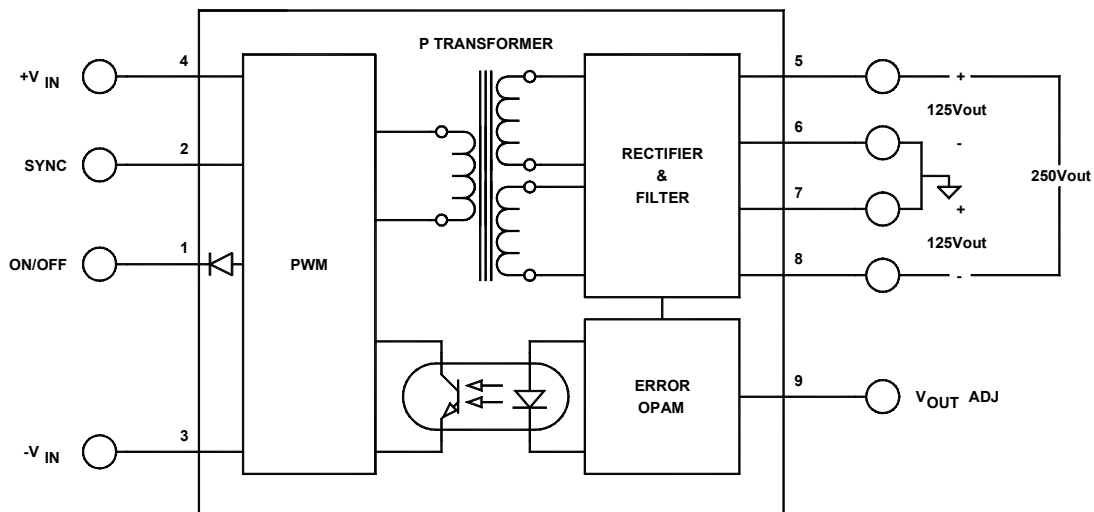 P TRANSFORMER
4
+V IN
2
SYNC
1
ON/OFF
PWM
3
-V IN
RECTIFIER
&
FILTER
ERROR
OPAM
5
+
125Vout
6
-
250Vout
7
+
125Vout
8
-
9
VOUT ADJ